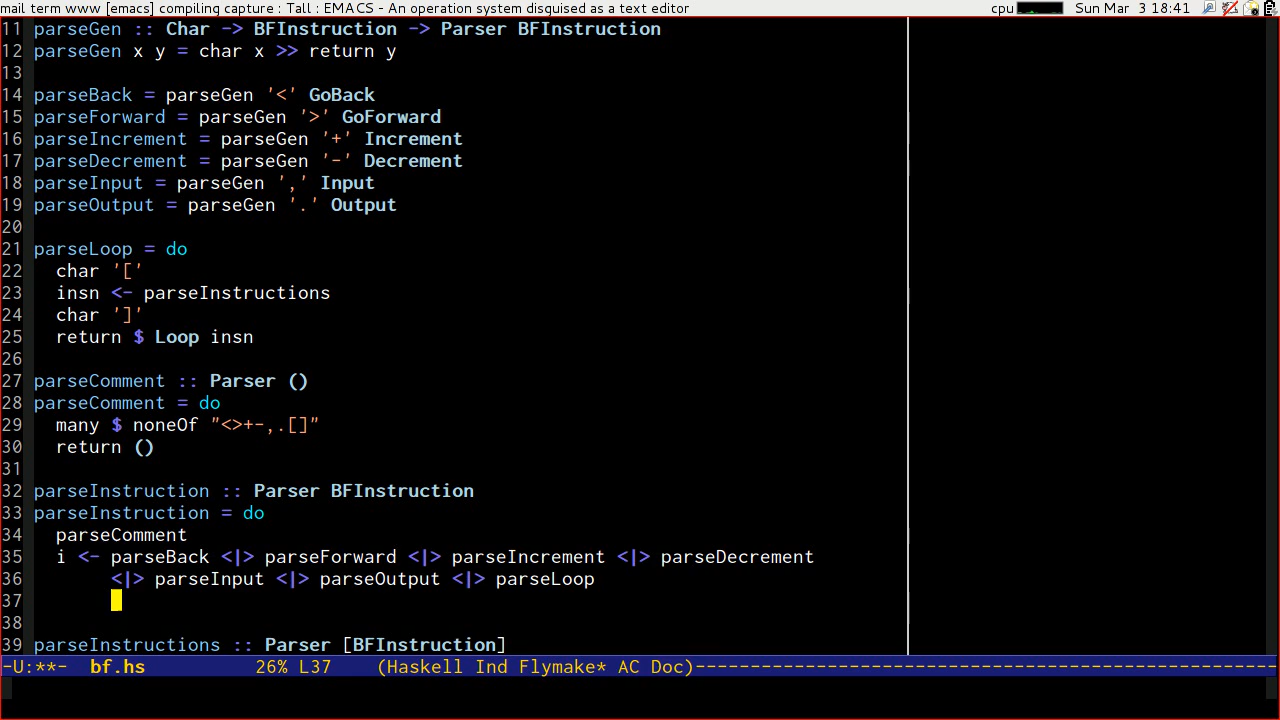 mail term www [emacs] compiling capture : Tall : EMACS - An operation system disguised as a text editor cpu Sun Mar 3 18:41
11 parseGen :: Char -> BFInstruction -> Parser BFInstruction
12 parseGen x y = char x >> return y
13
14 parseBack = parseGen '<' GoBack
15 parseForward = parseGen '>' GoForward
16 parseIncrement = parseGen '+' Increment
17 parseDecrement = parseGen '-' Decrement
18 parseInput = parseGen ',' Input
19 parseOutput = parseGen '.' Output
20
21 parseLoop = do
22   char '['
23   insn <- parseInstructions
24   char ']'
25   return $ Loop insn
26
27 parseComment :: Parser ()
28 parseComment = do
29   many $ noneOf "<>+-,.[]"
30   return ()
31
32 parseInstruction :: Parser BFInstruction
33 parseInstruction = do
34   parseComment
35   i <- parseBack <|> parseForward <|> parseIncrement <|> parseDecrement
36        <|> parseInput <|> parseOutput <|> parseLoop
37
38
39 parseInstructions :: Parser [BFInstruction]
-U:**-  bf.hs          26% L37    (Haskell Ind Flymake* AC Doc)-----------------------------------------------------